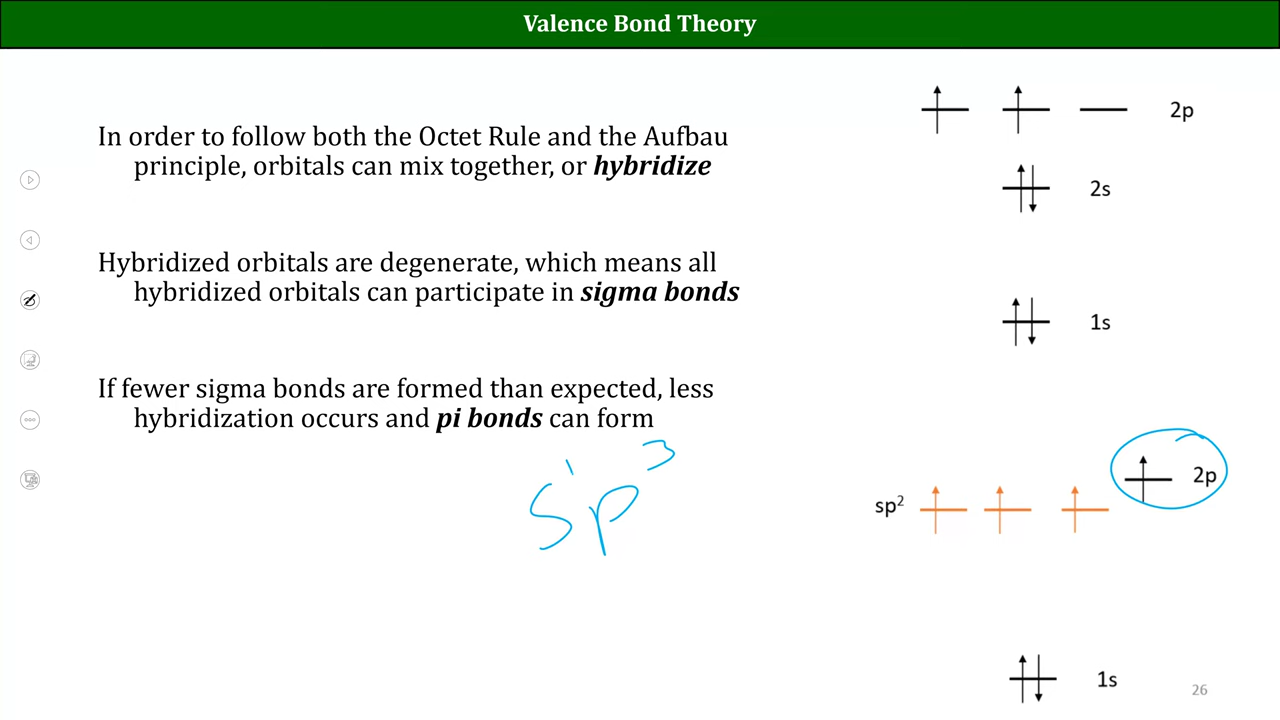 Valence Bond Theory
In order to follow both the Octet Rule and the Aufbau
principle, orbitals can mix together, or hybridize
Hybridized orbitals are degenerate, which means all
hybridized orbitals can participate in sigma bonds
If fewer sigma bonds are formed than expected, less
hybridization occurs and pi bonds can form
s¹p³
2p
2s
1s
2p
sp²
1s
26